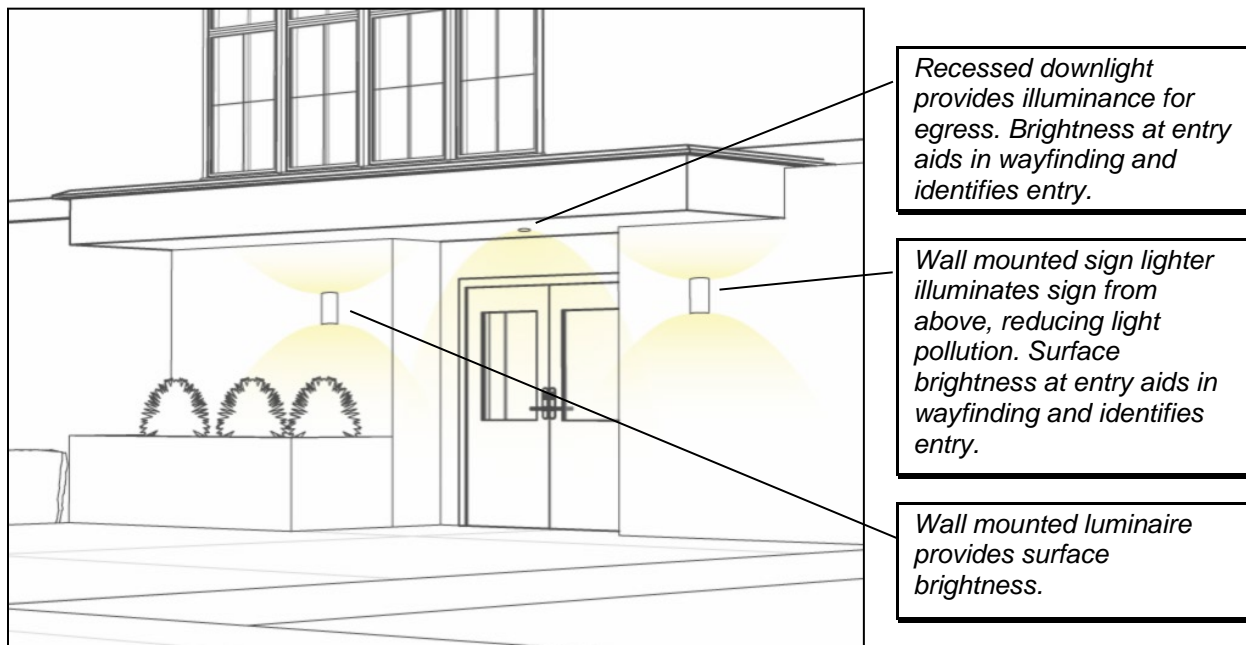 Recessed downlight
provides illuminance for
egress. Brightness at entry
aids in wayfinding and
identifies entry.
Wall mounted sign lighter
illuminates sign from
above, reducing light
pollution. Surface
brightness at entry aids in
wayfinding and identifies
entry.
Wall mounted luminaire
provides surface
brightness.